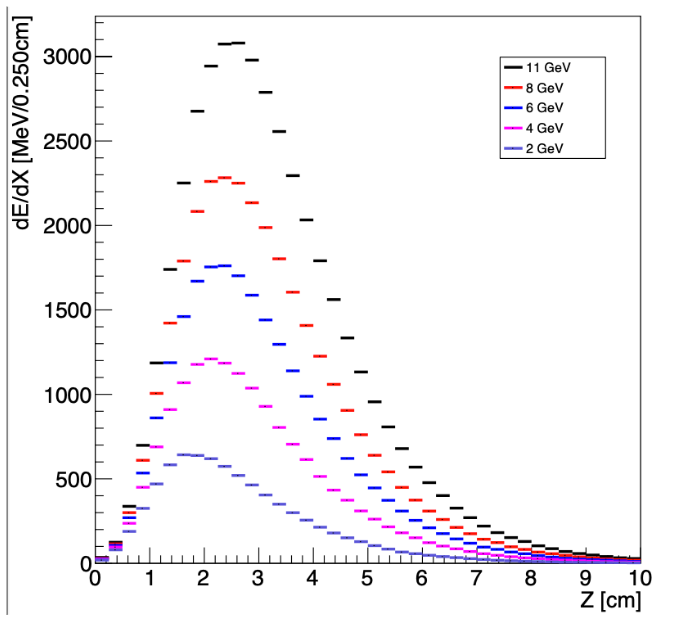 dE/dX [MeV/0.250cm]
3000
2500
2000
1500
1000
500
0
0 1 2 3 4 5 6 7 8 9 10
Z [cm]
11 GeV
8 GeV
6 GeV
4 GeV
2 GeV